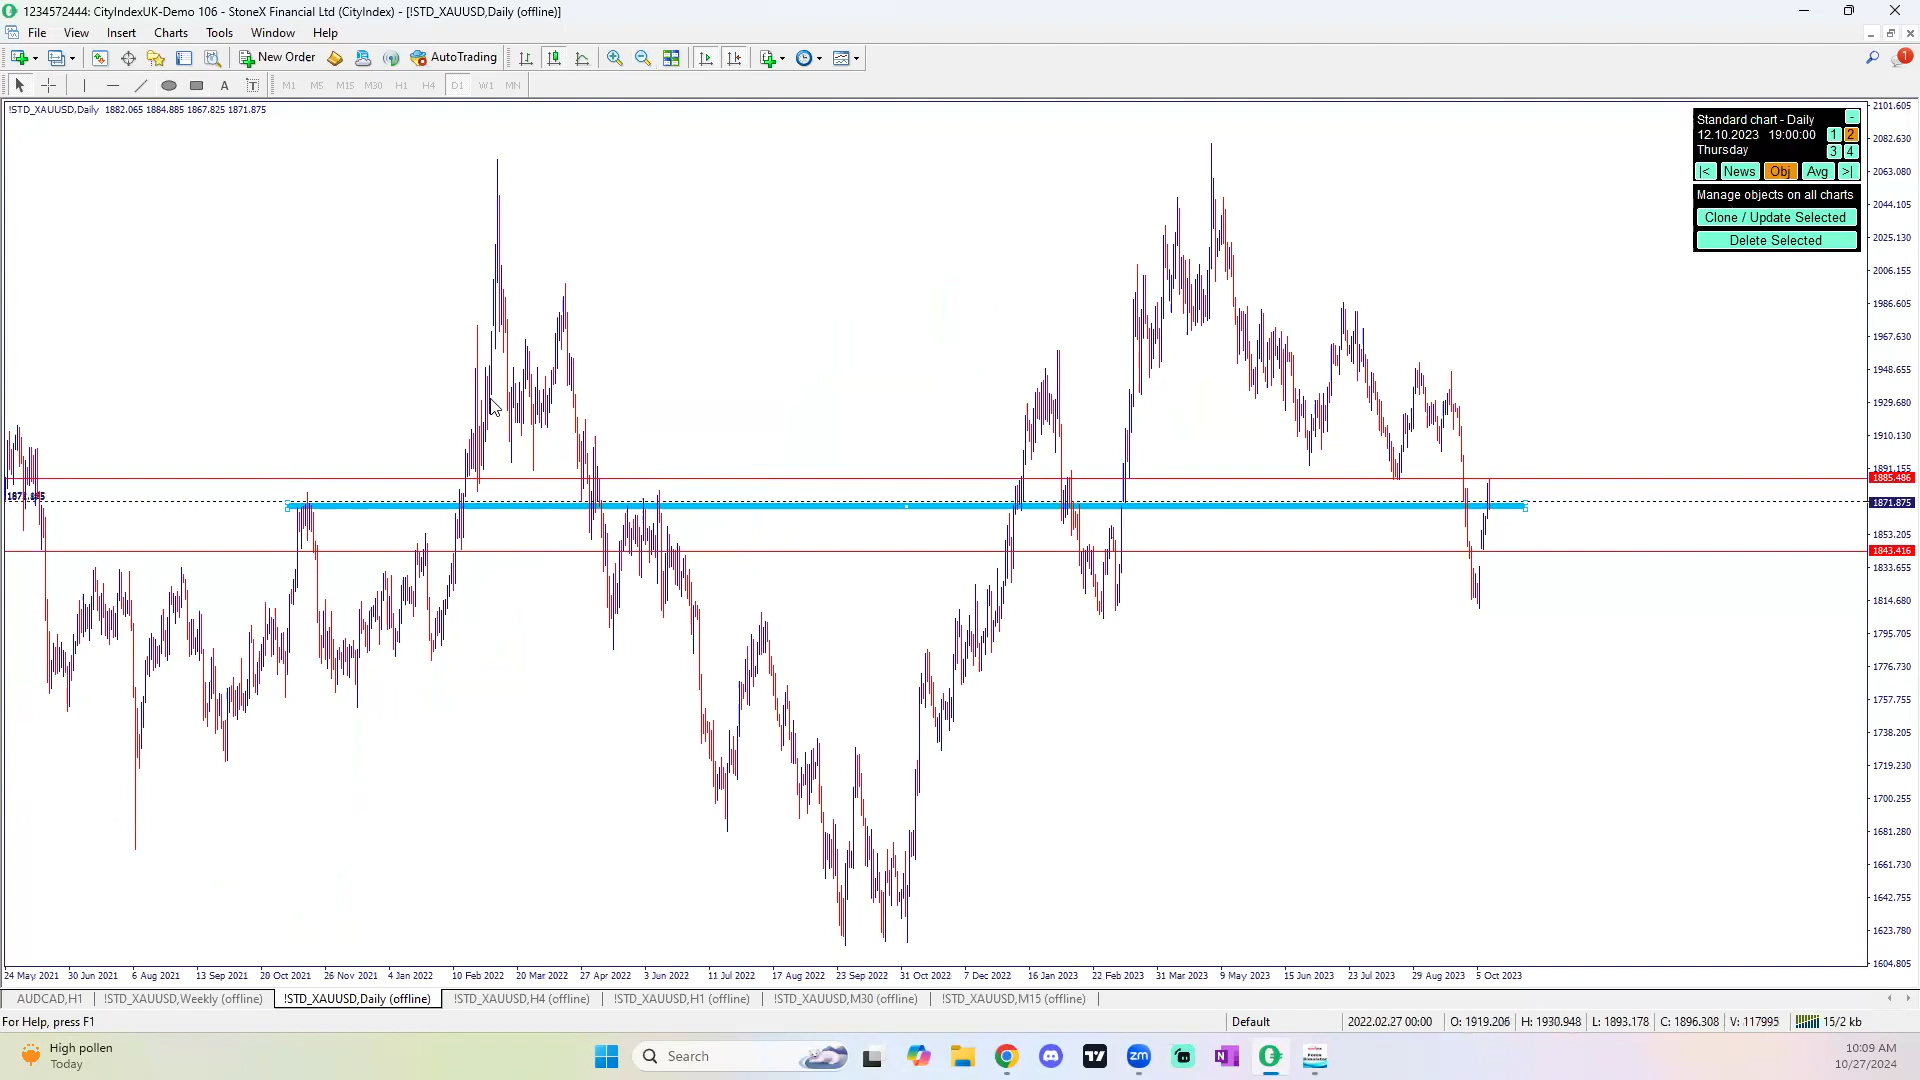 1234572444: CityIndexUK-Demo 106 - StoneX Financial Ltd (CityIndex) - [!STD_XAUUSD,Daily (offline)]
File View Insert Charts Tools Window Help
New Order AutoTrading 1
A T M1 M5 M15 M30 H1 H4 D1 W1 MN
!STD_XAUUSD,Daily 1882.065 1884.885 1867.825 1871.875
Standard chart - Daily -
12.10.2023 19:00:00 1 2
Thursday 3 4
|< News Obj Avg >|
Manage objects on all charts
Clone / Update Selected
Delete Selected
2101.605
2082.630
2063.080
2044.105
2025.130
2006.155
1986.605
1967.630
1948.655
1929.680
1910.130
1891.155
1885.486
1871.875
1853.205
1843.416
1833.655
1814.680
1795.705
1776.730
1757.755
1738.205
1719.230
1700.255
1681.280
1661.730
1642.755
1623.780
1604.805
24 May 2021 30 Jun 2021 6 Aug 2021 13 Sep 2021 20 Oct 2021 26 Nov 2021 4 Jan 2022 10 Feb 2022 20 Mar 2022 27 Apr 2022 3 Jun 2022 11 Jul 2022 17 Aug 2022 23 Sep 2022 31 Oct 2022 7 Dec 2022 16 Jan 2023 22 Feb 2023 31 Mar 2023 9 May 2023 15 Jun 2023 23 Jul 2023 29 Aug 2023 5 Oct 2023
AUDCAD,H1 !STD_XAUUSD,Weekly (offline) !STD_XAUUSD,Daily (offline) !STD_XAUUSD,H4 (offline) !STD_XAUUSD,H1 (offline) !STD_XAUUSD,M30 (offline) !STD_XAUUSD,M15 (offline)
For Help, press F1 Default 2022.02.27 00:00 O: 1919.206 H: 1930.948 L: 1893.178 C: 1896.308 V: 117995 15/2 kb
High pollen
Today
Search
zm
10:09 AM
10/27/2024